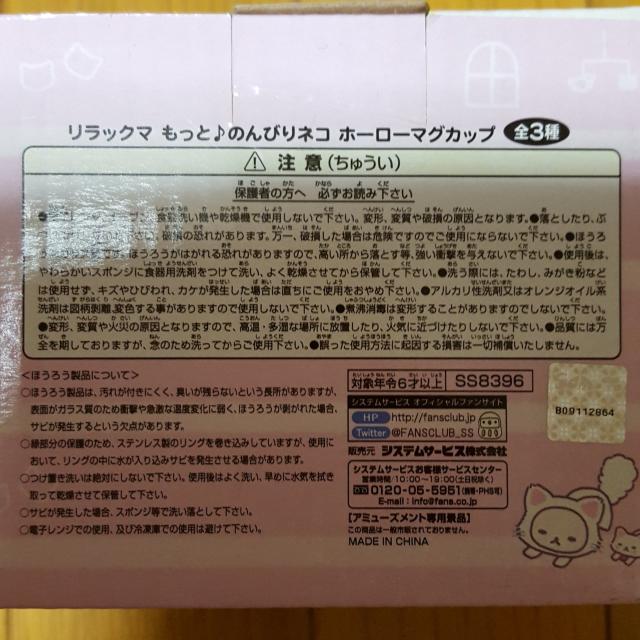 リラックマ もっと♪のんびりネコ ホーローマグカップ 全3種
⚠ 注意(ちゅうい)
保護者の方へ 必ずお読み下さい
食器洗い機や乾燥機で使用しないで下さい。変形、変質や破損の原因となります。●落としたり、ぶ
破損の恐れがあります。万一、破損した場合は危険ですのでご使用にならないで下さい。●ほうろ
ほうろうがはがれる恐れがありますので、高い所から落とす等、強い衝撃を与えないで下さい。●使用後は、
やわらかいスポンジに食器用洗剤をつけて洗い、よく乾燥させてから保管して下さい。●洗う際には、たわし、みがき粉など
は使用せず、キズやひびわれ、カケが発生した場合は直ちにご使用をおやめ下さい。●アルカリ性洗剤又はオレンジオイル系
洗剤は図柄剥離、変色する事がありますので使用しないで下さい。●煮沸消毒は変形することがありますのでしないで下さい。
●変形、変質や火災の原因となりますので、高温・多湿な場所に放置したり、火気に近づけたりしないで下さい。●品質には万
全を期しておりますが、念のため洗ってからご使用下さい。●誤った使用方法に起因する損害は一切補償いたしません。
<ほうろう製品について>
○ほうろう製品は、汚れが付きにくく、臭いが残らないという長所がありますが、
表面がガラス質のため衝撃や急激な温度変化に弱く、ほうろうが剥がれた場合、
サビが発生するという欠点があります。
○縁部分の保護のため、ステンレス製のリングを巻き込んでいますが、使用に
おいて、リングの中に水が入り込みサビを発生させる場合があります。
○つけ置き洗いは絶対にしないで下さい。使用後はよく洗い、早めに水気を拭き
取って乾燥させて保管して下さい。
○サビが発生した場合、スポンジ等で洗い落として下さい。
○電子レンジでの使用、及び冷凍庫での使用は避けて下さい。
対象年令6才以上 SS8396
システムサービス オフィシャルファンサイト
HP http://fansclub.jp
Twitter @FANSCLUB_SS
販売元 システムサービス株式会社
システムサービスお客様サービスセンター
営業時間/10:00~19:00(土日祝除く)
0120-05-5951(携帯・PHS可)
E-mail:info@fans.co.jp
【アミューズメント専用景品】
この商品は一般市販されておりません。
MADE IN CHINA
B09112864